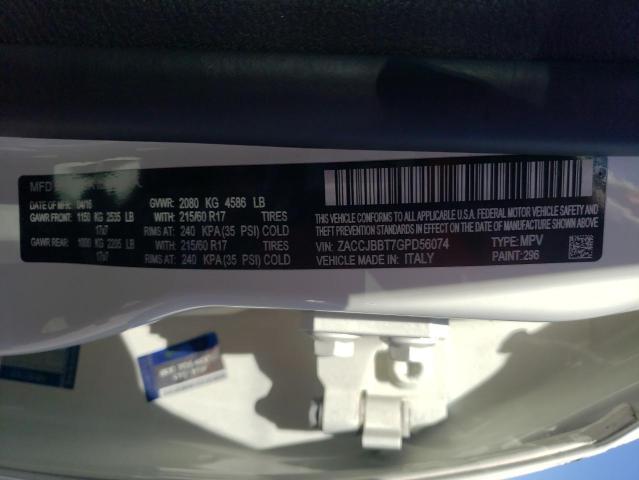 MFD
DATE OF MFR: 04/16 GVWR: 2080 KG 4586 LB
GAWR FRONT: 1150 KG 2535 LB WITH: 215/60 R17 TIRES
17x7 RIMS AT: 240 KPA (35 PSI) COLD
GAWR REAR: 1000 KG 2205 LB WITH: 215/60 R17 TIRES
17x7 RIMS AT: 240 KPA (35 PSI) COLD
THIS VEHICLE CONFORMS TO ALL APPLICABLE U.S.A. FEDERAL MOTOR VEHICLE SAFETY
STANDARDS IN EFFECT ON THE DATE OF MANUFACTURE SHOWN ABOVE
VIN: ZACCJBBT7GPD56074 TYPE: MPV
VEHICLE MADE IN: ITALY PAINT: 296